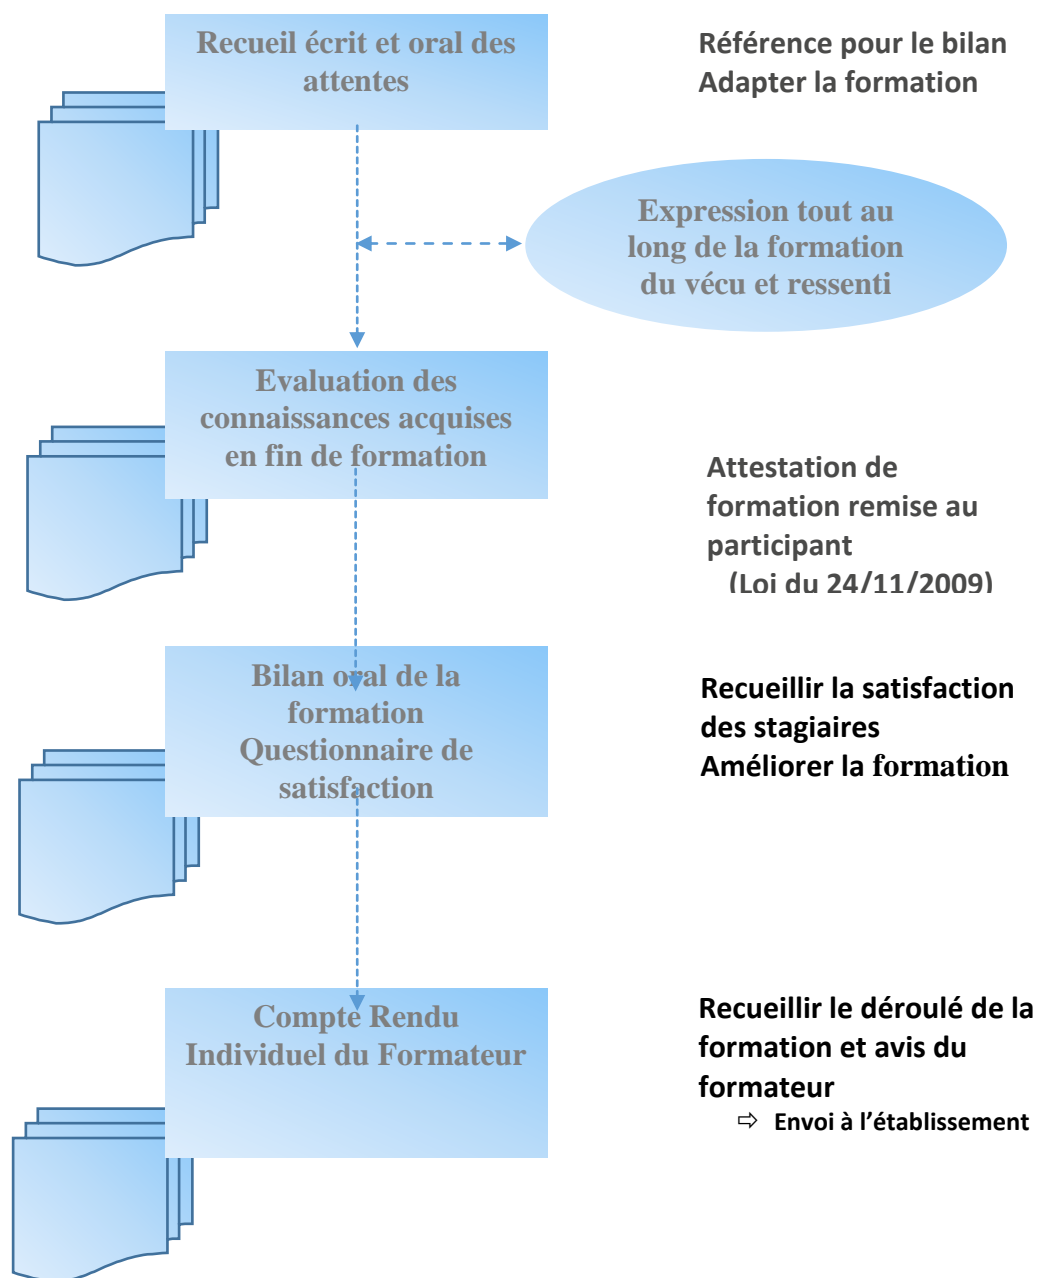 Recueil écrit et oral des
attentes
Référence pour le bilan
Adapter la formation
Expression tout au
long de la formation
du vécu et ressenti
Evaluation des
connaissances acquises
en fin de formation
Attestation de
formation remise au
participant
(Loi du 24/11/2009)
Bilan oral de la
formation
Questionnaire de
satisfaction
Recueillir la satisfaction
des stagiaires
Améliorer la formation
Compte Rendu
Individuel du Formateur
Recueillir le déroulé de la
formation et avis du
formateur
⇨ Envoi à l’établissement